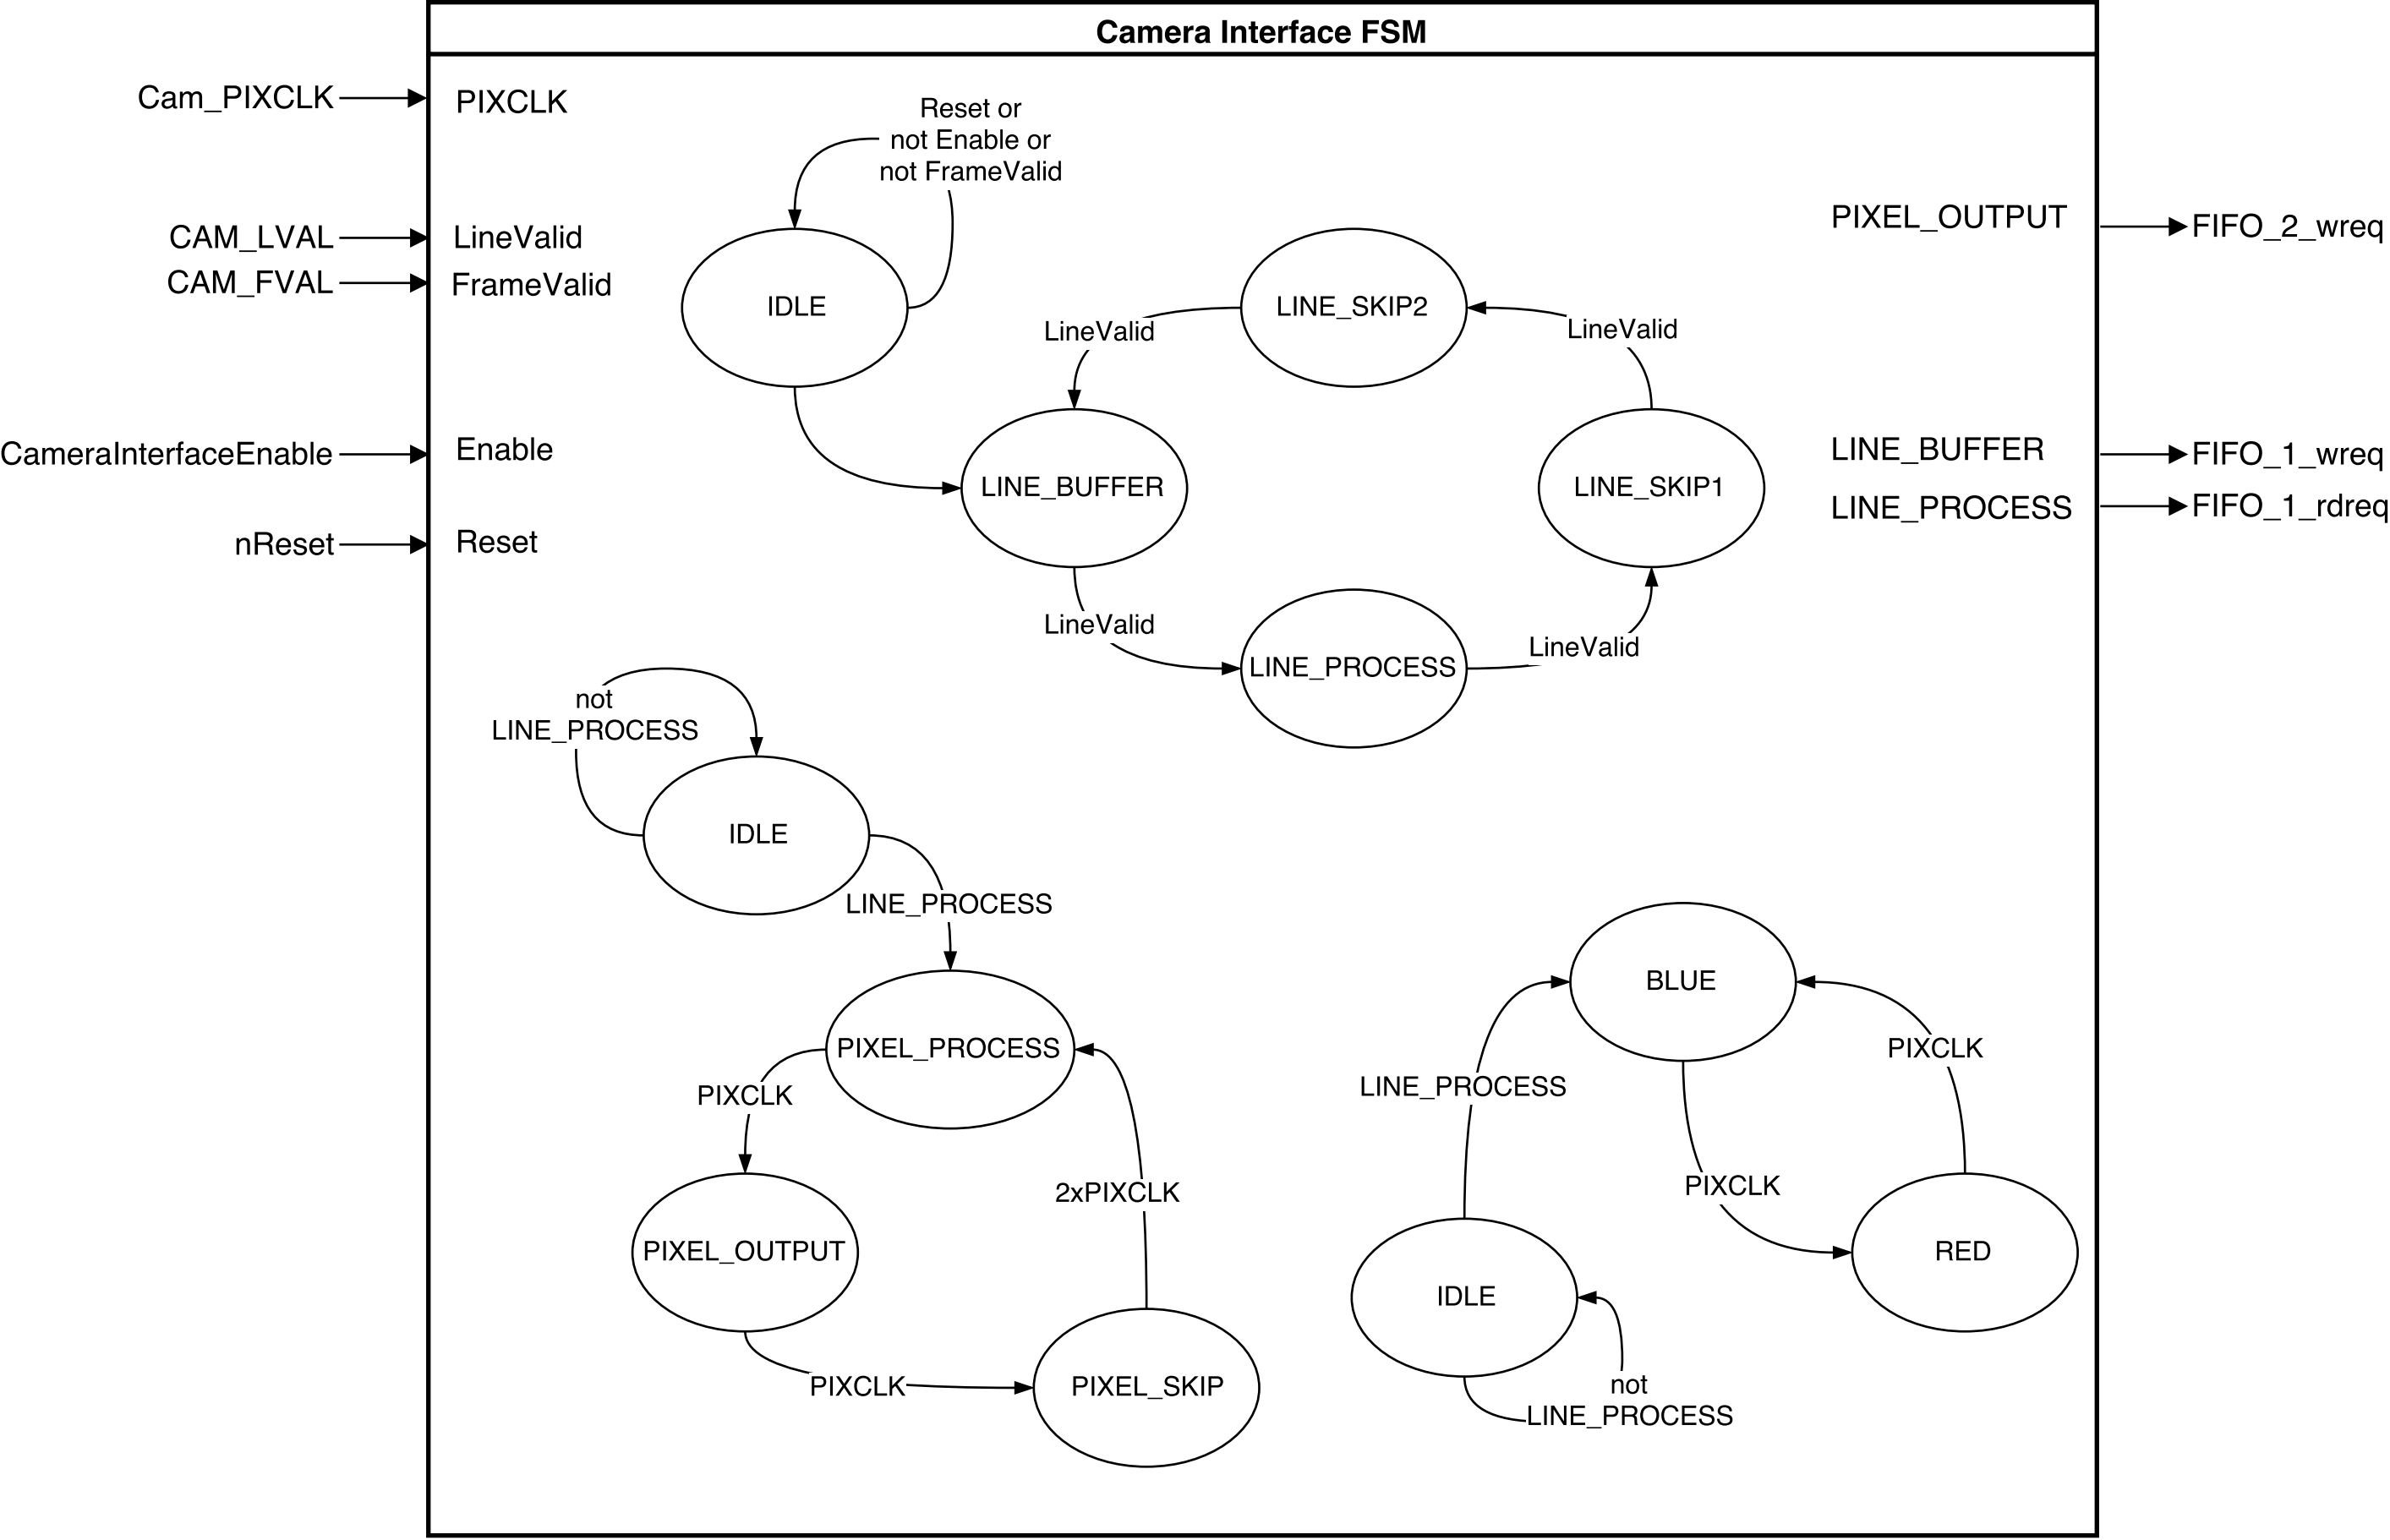 Camera Interface FSM
Cam_PIXCLK
PIXCLK
Reset or
not Enable or
not FrameValid
CAM_LVAL
LineValid
CAM_FVAL
FrameValid
PIXEL_OUTPUT
FIFO_2_wreq
IDLE
LINE_SKIP2
LineValid
LineValid
CameraInterfaceEnable
Enable
LINE_BUFFER
LINE_SKIP1
LINE_BUFFER
FIFO_1_wreq
LINE_PROCESS
FIFO_1_rdreq
nReset
Reset
LineValid
LINE_PROCESS
LineValid
not
LINE_PROCESS
IDLE
LINE_PROCESS
PIXEL_PROCESS
PIXCLK
2xPIXCLK
PIXEL_OUTPUT
PIXCLK
PIXEL_SKIP
BLUE
LINE_PROCESS
PIXCLK
PIXCLK
RED
IDLE
not
LINE_PROCESS